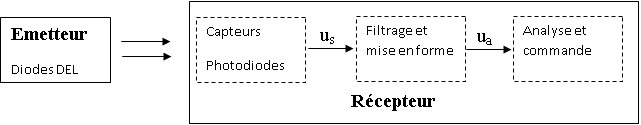 Emetteur
Diodes DEL
Capteurs
Photodiodes
us
Filtrage et
mise en forme
ua
Analyse et
commande
Récepteur